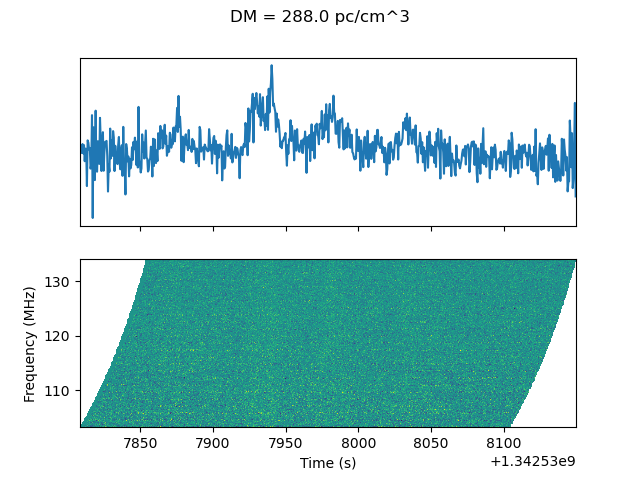 DM = 288.0 pc/cm^3
130
120
110
Frequency (MHz)
7850 7900 7950 8000 8050 8100
Time (s)
+1.34253e9